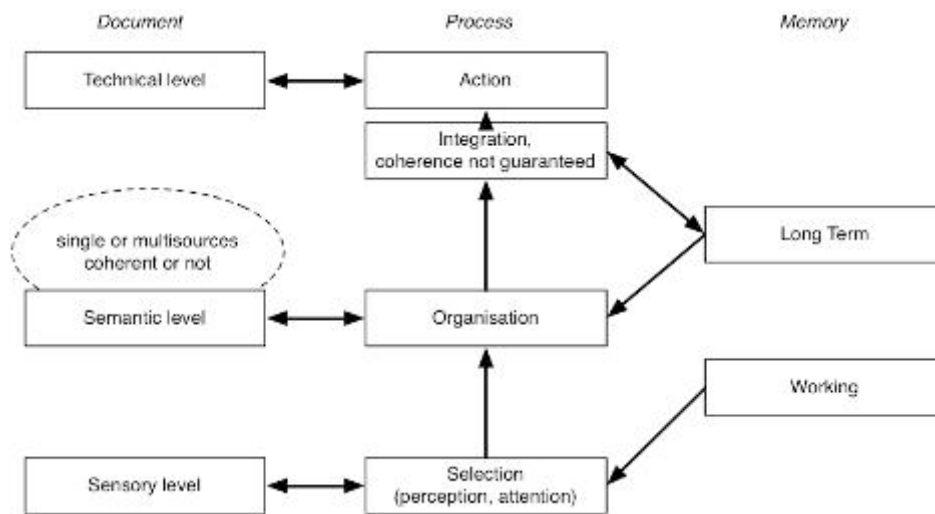 Document
Process
Memory
Technical level
Action
Integration,
coherence not guaranteed
single or multisources
coherent or not
Long Term
Semantic level
Organisation
Working
Sensory level
Selection
(perception, attention)